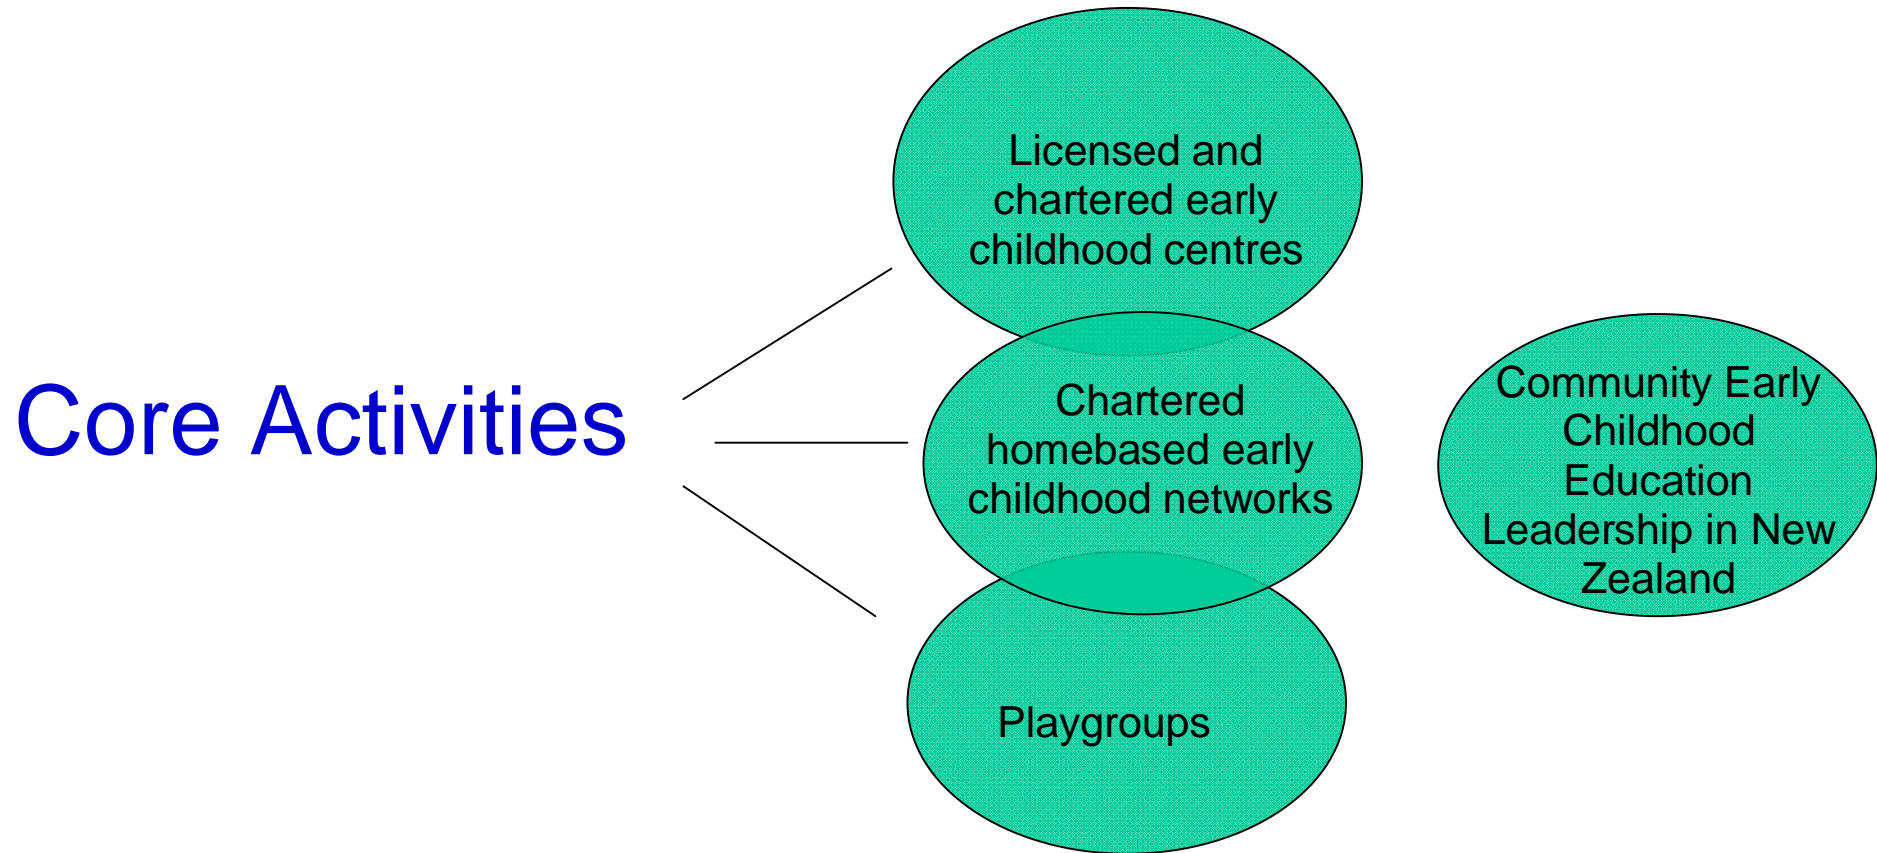 Core Activities
Licensed and
chartered early
childhood centres
Chartered
homebased early
childhood networks
Playgroups
Community Early
Childhood
Education
Leadership in New
Zealand